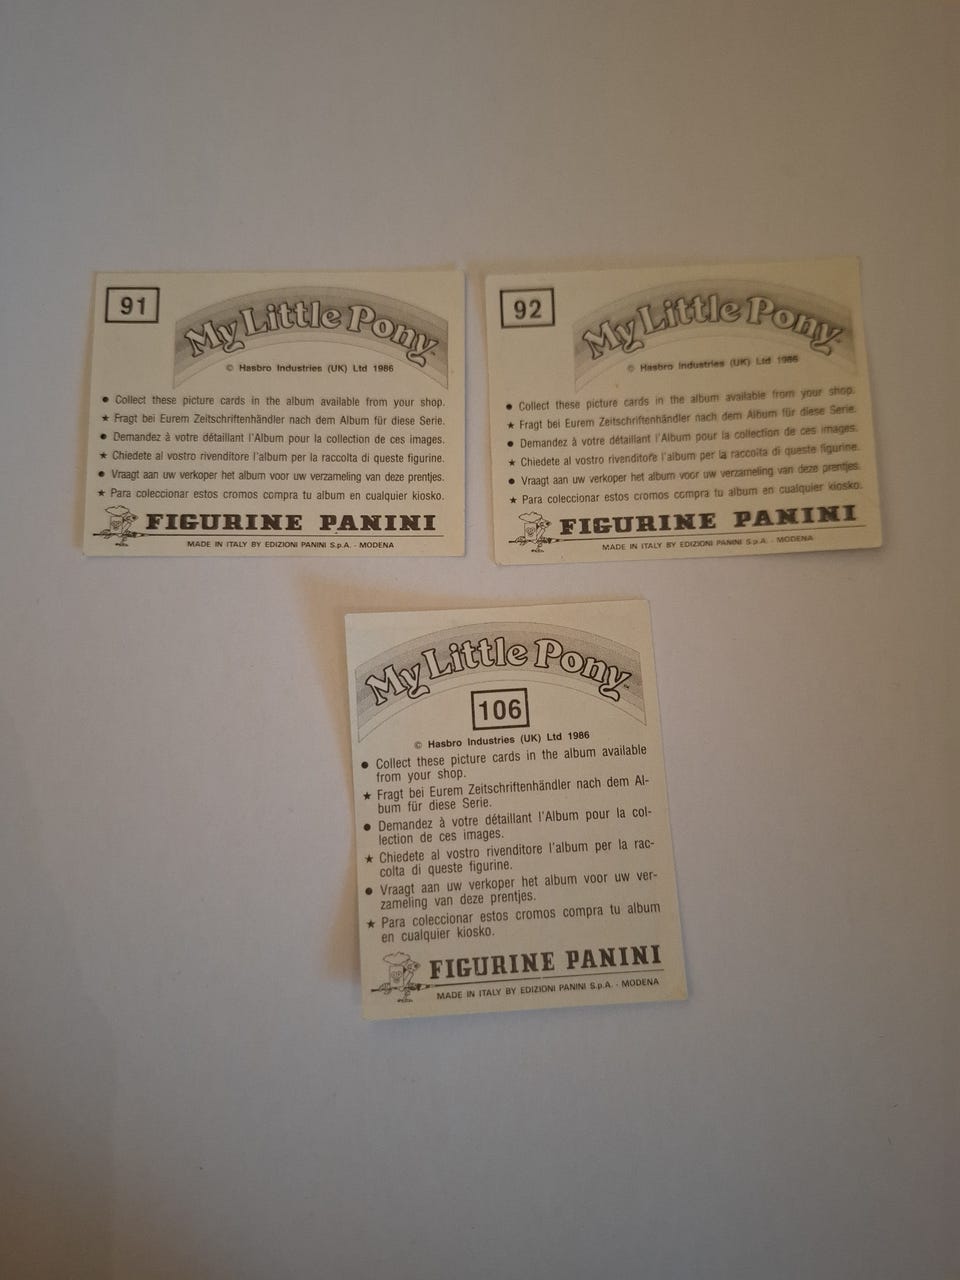 91
My Little Pony™
© Hasbro Industries (UK) Ltd 1986
● Collect these picture cards in the album available from your shop.
★ Fragt bei Eurem Zeitschriftenhändler nach dem Album für diese Serie.
● Demandez à votre détaillant l'Album pour la collection de ces images.
★ Chiedete al vostro rivenditore l'album per la raccolta di queste figurine.
● Vraagt aan uw verkoper het album voor uw verzameling van deze prentjes.
★ Para coleccionar estos cromos compra tu album en cualquier kiosko.
FIGURINE PANINI
MADE IN ITALY BY EDIZIONI PANINI S.p.A. - MODENA
92
My Little Pony™
© Hasbro Industries (UK) Ltd 1986
● Collect these picture cards in the album available from your shop.
★ Fragt bei Eurem Zeitschriftenhändler nach dem Album für diese Serie.
● Demandez à votre détaillant l'Album pour la collection de ces images.
★ Chiedete al vostro rivenditore l'album per la raccolta di queste figurine.
● Vraagt aan uw verkoper het album voor uw verzameling van deze prentjes.
★ Para coleccionar estos cromos compra tu album en cualquier kiosko.
FIGURINE PANINI
MADE IN ITALY BY EDIZIONI PANINI S.p.A. - MODENA
My Little Pony™
106
© Hasbro Industries (UK) Ltd 1986
● Collect these picture cards in the album available
from your shop.
★ Fragt bei Eurem Zeitschriftenhändler nach dem Al-
bum für diese Serie.
● Demandez à votre détaillant l'Album pour la col-
lection de ces images.
★ Chiedete al vostro rivenditore l'album per la rac-
colta di queste figurine.
● Vraagt aan uw verkoper het album voor uw ver-
zameling van deze prentjes.
★ Para coleccionar estos cromos compra tu album
en cualquier kiosko.
FIGURINE PANINI
MADE IN ITALY BY EDIZIONI PANINI S.p.A. - MODENA